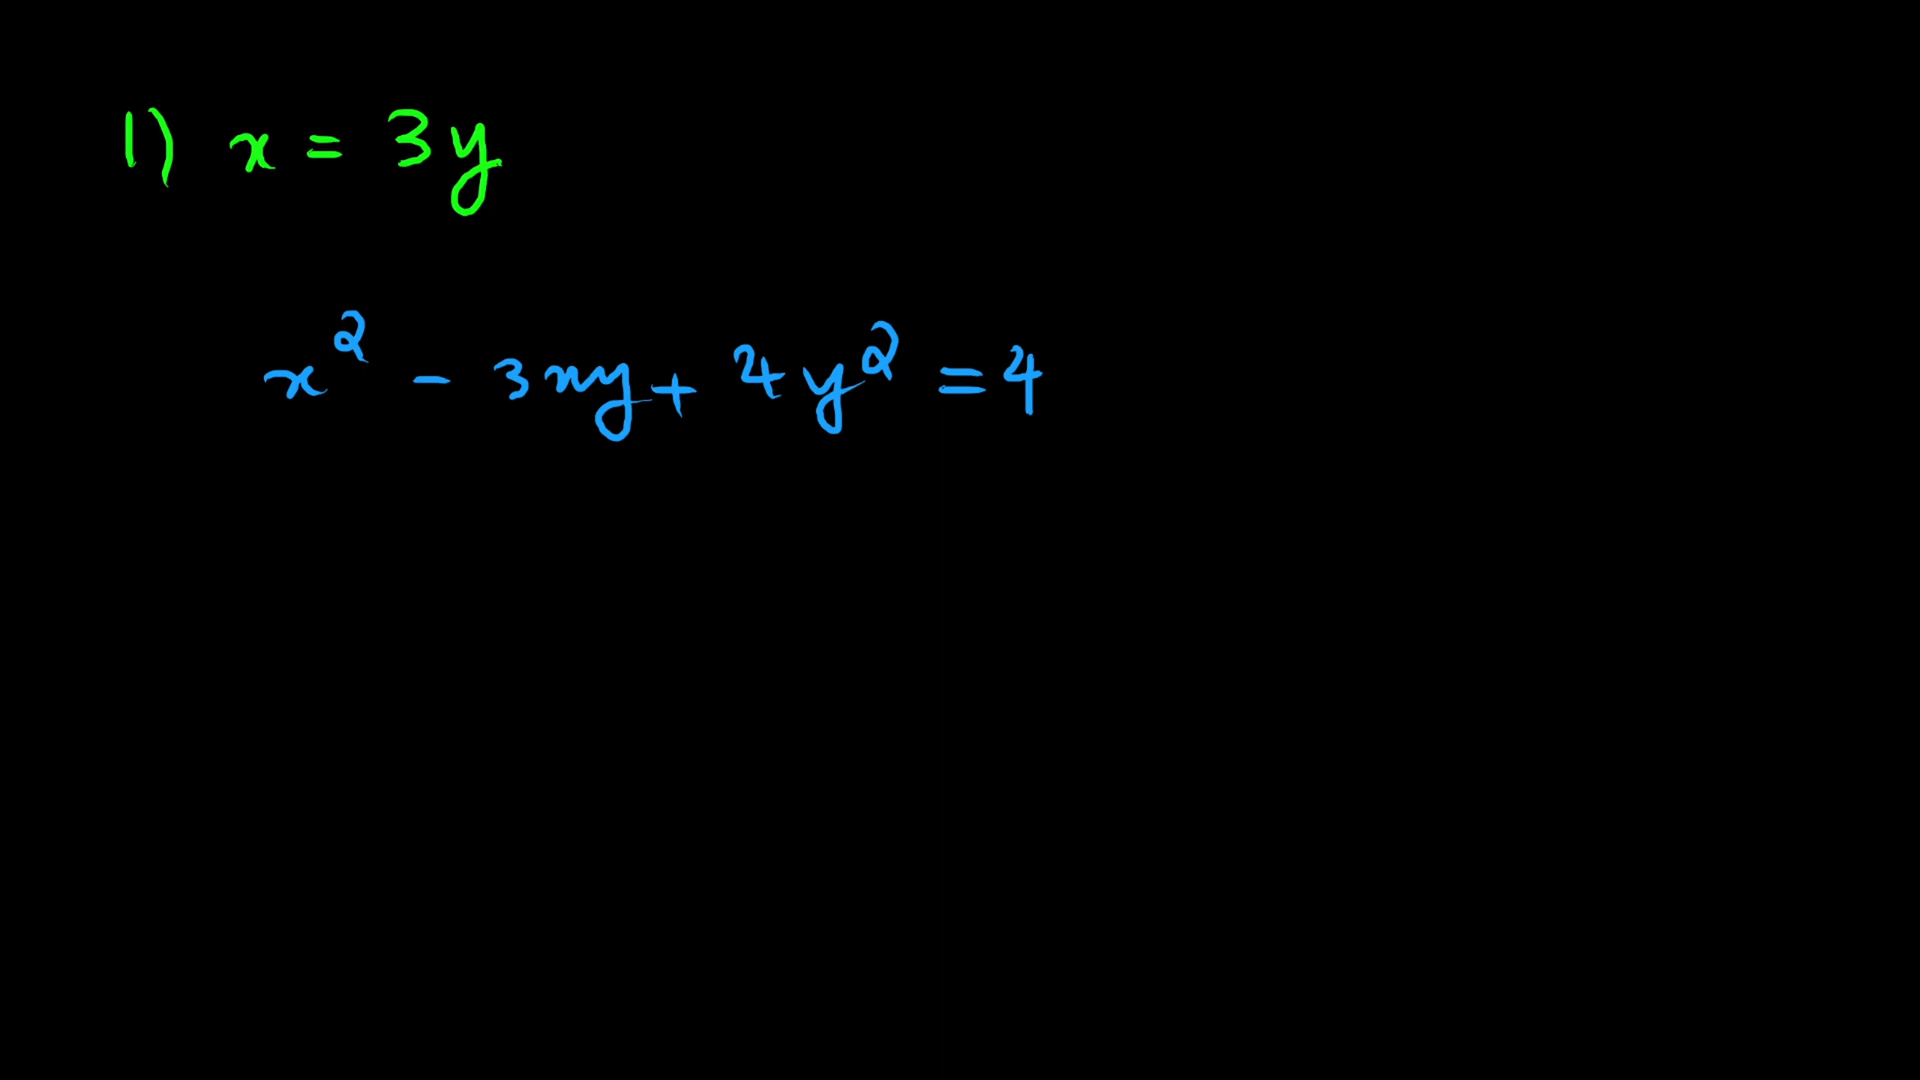 1) x = 3y
x² - 3xy + 4y² = 4